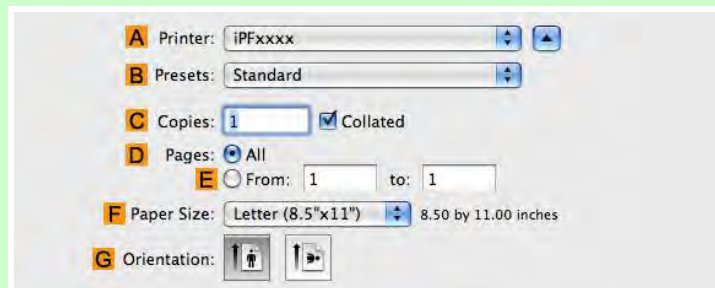 A Printer: iPFxxxx
B Presets: Standard
C Copies: 1 Collated
D Pages: All
E From: 1 to: 1
F Paper Size: Letter (8.5"x11") 8.50 by 11.00 inches
G Orientation: